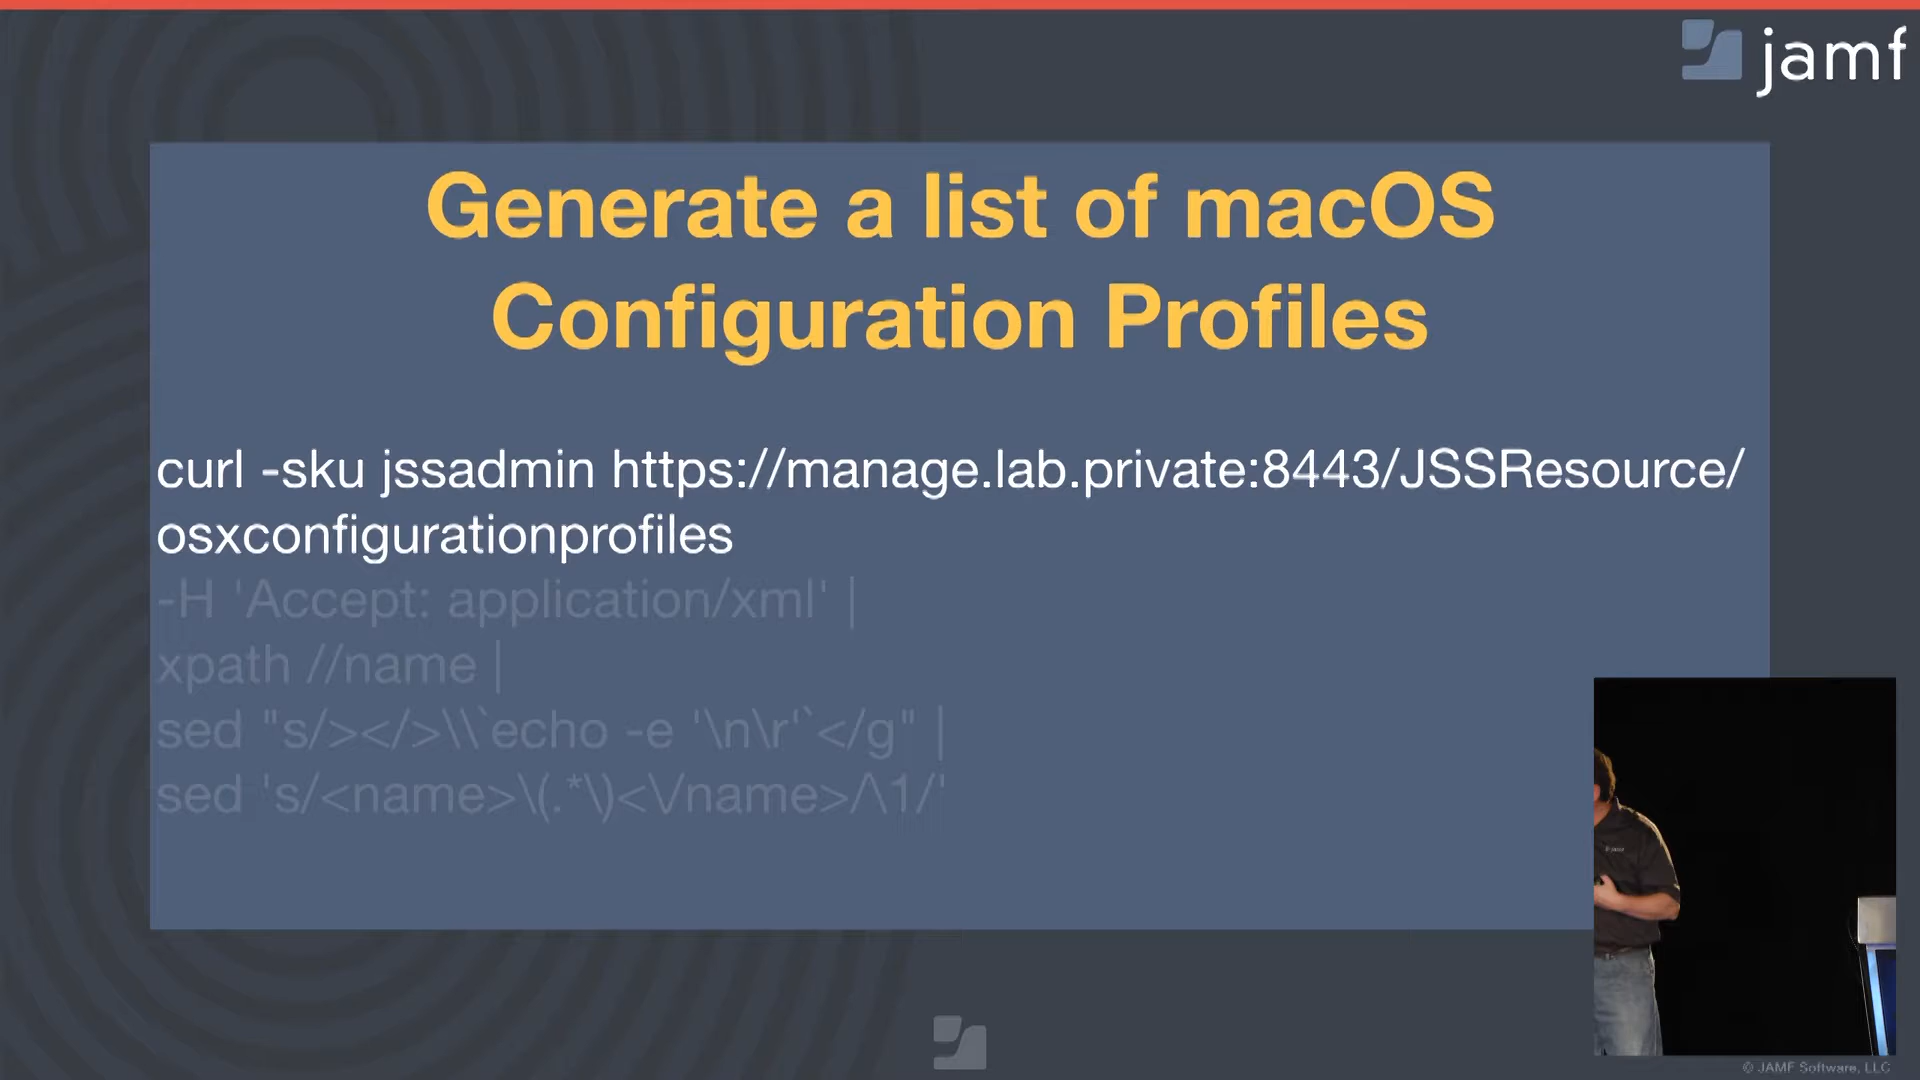 jamf
Generate a list of macOS
Configuration Profiles
curl -sku jssadmin https://manage.lab.private:8443/JSSResource/
osxconfigurationprofiles
-H 'Accept: application/xml' |
xpath //name |
sed "s/></>\\`echo -e '\n\r'`</g" |
sed 's/<name>\(.*\)<\/name>/\1/'
© JAMF Software, LLC